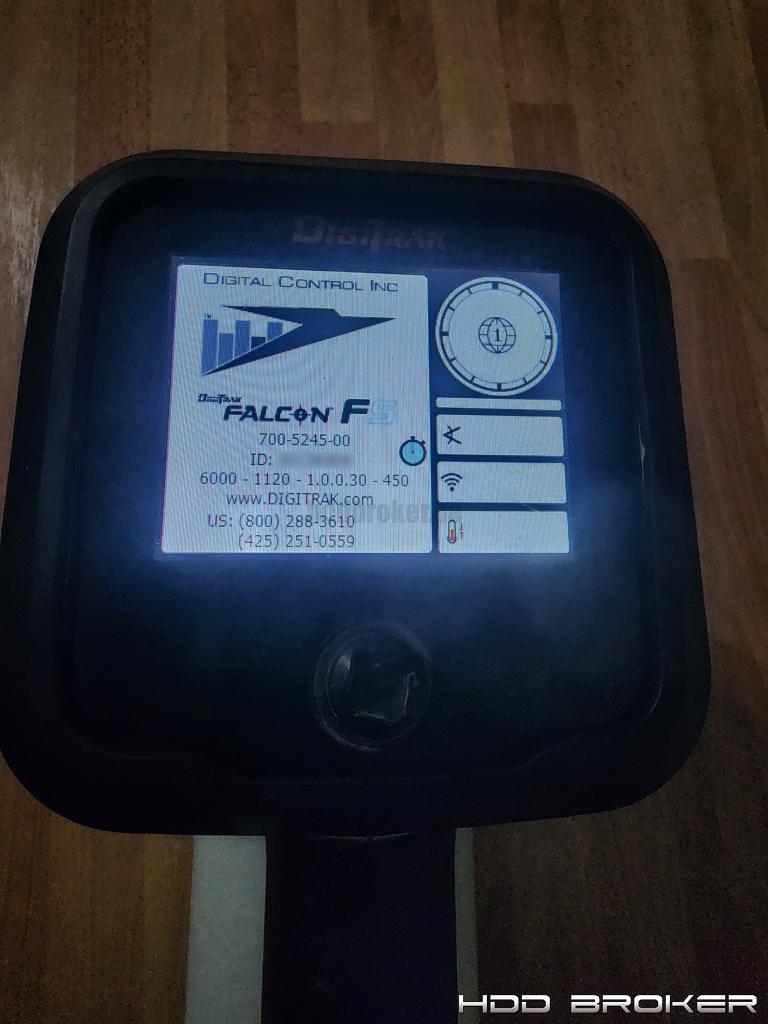 DIGITRAK
DIGITAL CONTROL INC
DIGITRAK
FALCON F5
1
700-5245-00
ID:
6000 - 1120 - 1.0.0.30 - 450
www.DIGITRAK.com
US: (800) 288-3610
(425) 251-0559
HDD BROKER